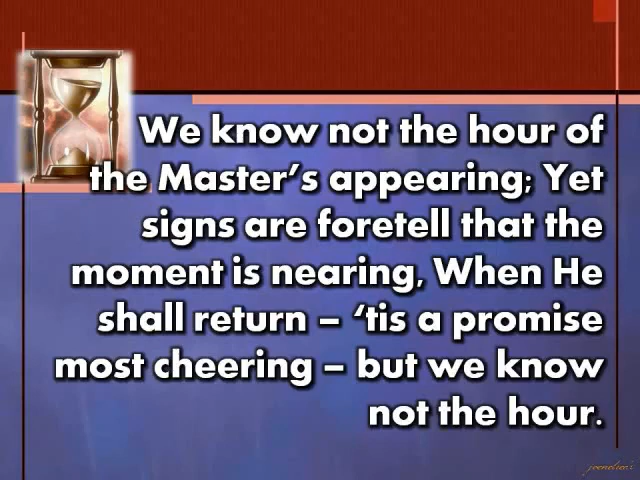 We know not the hour of
the Master's appearing; Yet
signs are foretell that the
moment is nearing, When He
shall return – 'tis a promise
most cheering – but we know
not the hour.